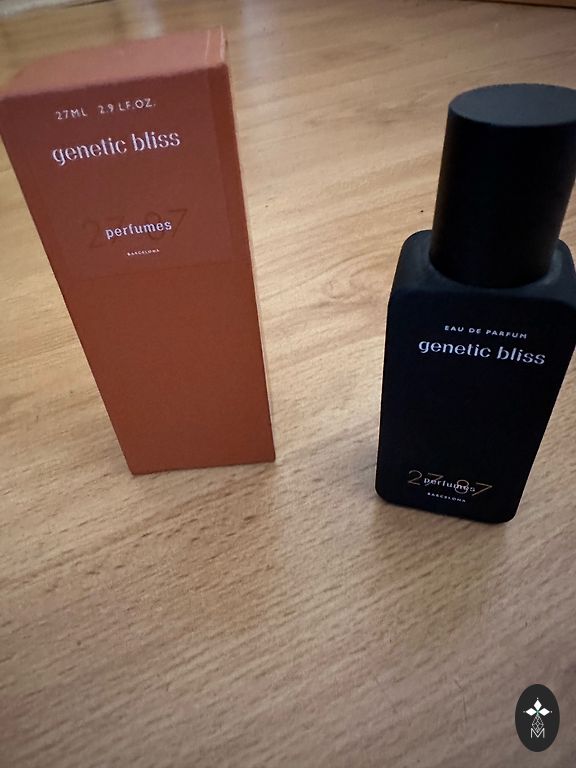 27ML 2.9 LF.OZ.
genetic bliss
27 87
perfumes
BARCELONA
EAU DE PARFUM
genetic bliss
27 87
perfumes
BARCELONA
M